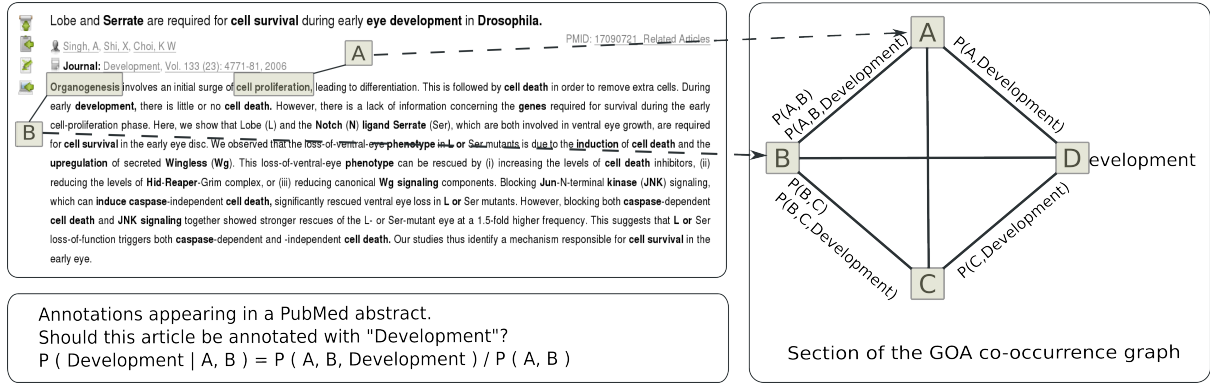 Lobe and Serrate are required for cell survival during early eye development in Drosophila.
Singh, A, Shi, X, Choi, K W
PMID: 17090721 Related Articles
Journal: Development, Vol. 133 (23): 4771-81, 2006
Organogenesis involves an initial surge of cell proliferation, leading to differentiation. This is followed by cell death in order to remove extra cells. During
early development, there is little or no cell death. However, there is a lack of information concerning the genes required for survival during the early
cell-proliferation phase. Here, we show that Lobe (L) and the Notch (N) ligand Serrate (Ser), which are both involved in ventral eye growth, are required
for cell survival in the early eye disc. We observed that the loss-of-ventral-eye phenotype in L or Ser mutants is due to the induction of cell death and the
upregulation of secreted Wingless (Wg). This loss-of-ventral-eye phenotype can be rescued by (i) increasing the levels of cell death inhibitors, (ii)
reducing the levels of Hid-Reaper-Grim complex, or (iii) reducing canonical Wg signaling components. Blocking Jun-N-terminal kinase (JNK) signaling,
which can induce caspase-independent cell death, significantly rescued ventral eye loss in L or Ser mutants. However, blocking both caspase-dependent
cell death and JNK signaling together showed stronger rescues of the L- or Ser-mutant eye at a 1.5-fold higher frequency. This suggests that L or Ser
loss-of-function triggers both caspase-dependent and -independent cell death. Our studies thus identify a mechanism responsible for cell survival in the
early eye.
A
B
Annotations appearing in a PubMed abstract.
Should this article be annotated with "Development"?
P ( Development | A, B ) = P ( A, B, Development ) / P ( A, B )
A
P(A,B)
P(A,B,Development)
P(A,Development)
B
Development
P(B,C)
P(B,C,Development)
P(C,Development)
C
Section of the GOA co-occurrence graph